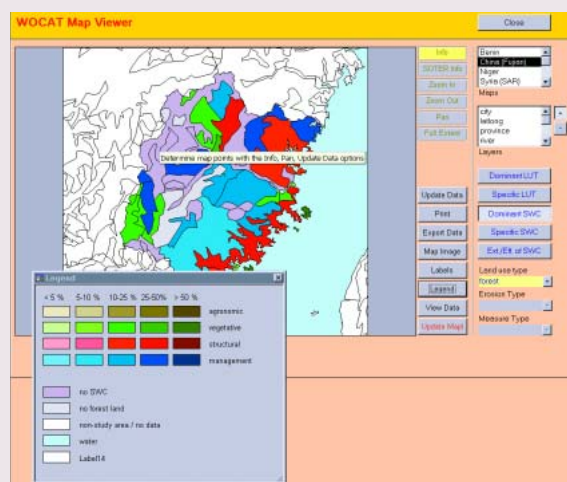 WOCAT Map Viewer
Close
Info
SOTER Info
Zoom In
Zoom Out
Pan
Full Extent
Benin
China (Fujian)
Niger
Syria (SAR)
Maps
city
latlong
province
river
Layers
Determine map points with the Info, Pan, Update Data options
Update Data
Print
Export Data
Map Image
Labels
Legend
View Data
Update Map!
Dominant LUT
Specific LUT
Dominant SWC
Specific SWC
Ext./Eff. of SWC
Land use type
forest
Erosion Type
Measure Type
Legend
< 5 % 5-10 % 10-25 % 25-50% > 50 %
agronomic
vegetative
structural
management
no SWC
no forest land
non-study area / no data
water
Label14